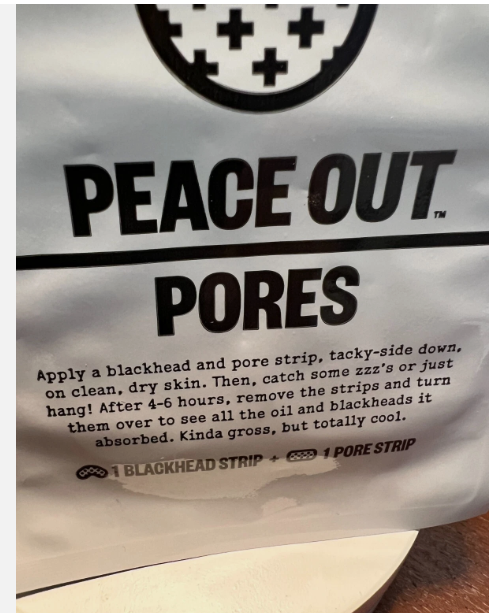 PEACE OUT™
PORES
Apply a blackhead and pore strip, tacky-side down,
on clean, dry skin. Then, catch some zzz's or just
hang! After 4-6 hours, remove the strips and turn
them over to see all the oil and blackheads it
absorbed. Kinda gross, but totally cool.
1 BLACKHEAD STRIP + 1 PORE STRIP